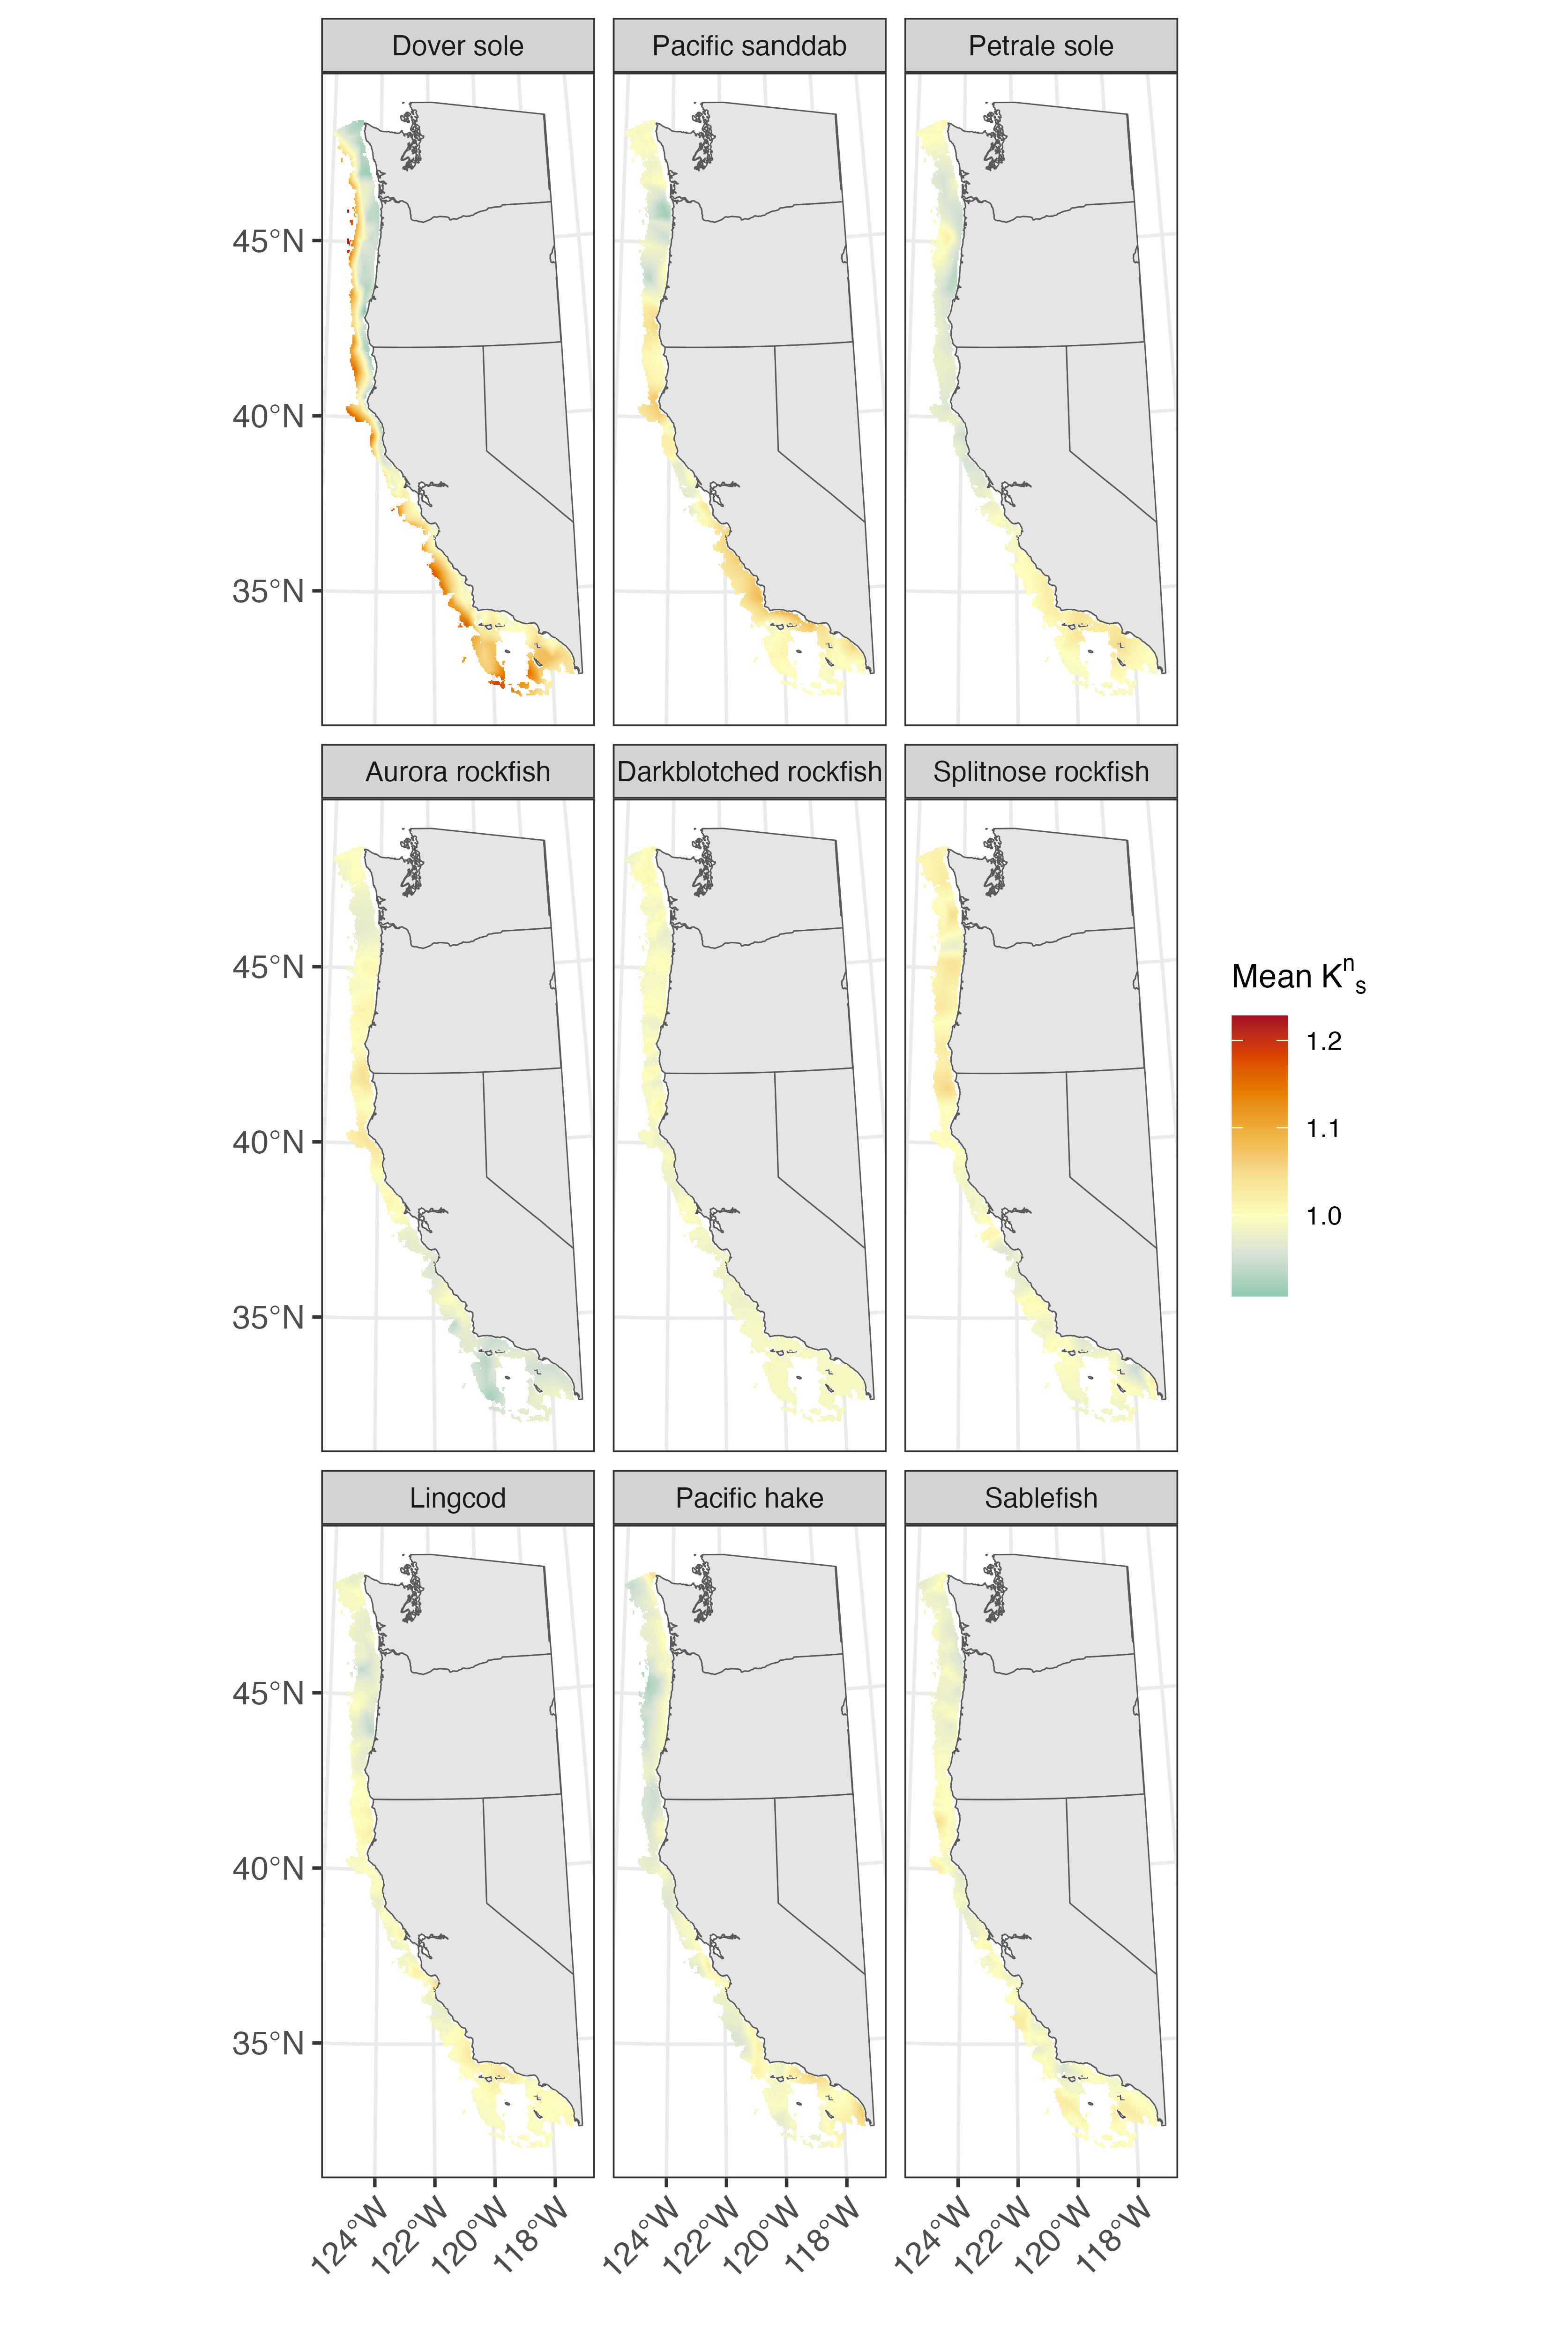 Dover sole
Pacific sanddab
Petrale sole
45°N
40°N
35°N
Aurora rockfish
Darkblotched rockfish
Splitnose rockfish
45°N
40°N
35°N
Mean Kⁿₛ
1.2
1.1
1.0
Lingcod
Pacific hake
Sablefish
45°N
40°N
35°N
124°W 122°W 120°W 118°W
124°W 122°W 120°W 118°W
124°W 122°W 120°W 118°W